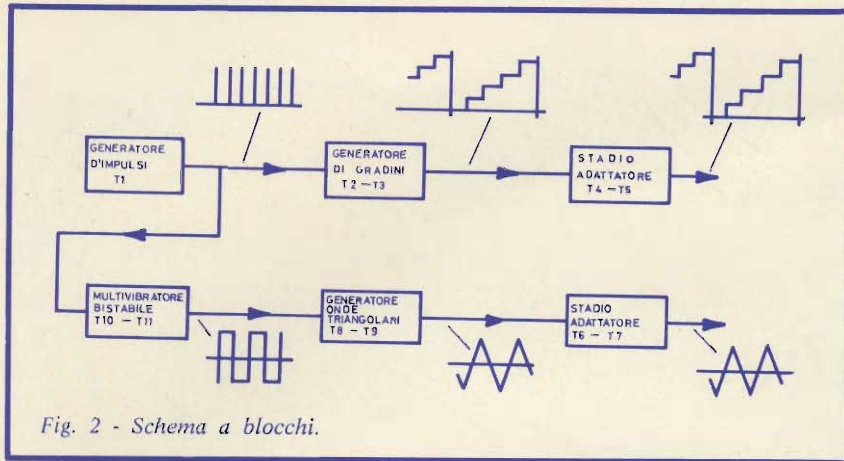 GENERATORE
D'IMPULSI
T1
GENERATORE
DI GRADINI
T2 - T3
STADIO
ADATTATORE
T4 - T5
MULTIVIBRATORE
BISTABILE
T10 - T11
GENERATORE
ONDE
TRIANGOLARI
T8 - T9
STADIO
ADATTATORE
T6 - T7
Fig. 2 - Schema a blocchi.